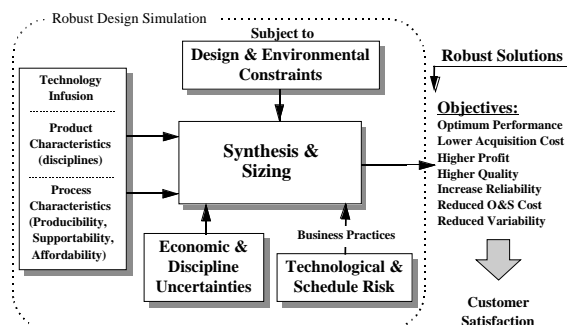 Robust Design Simulation
Subject to
Design & Environmental
Constraints
Robust Solutions
Technology
Infusion
Product
Characteristics
(disciplines)
Process
Characteristics
(Producibility,
Supportability,
Affordability)
Synthesis &
Sizing
Objectives:
Optimum Performance
Lower Acquisition Cost
Higher Profit
Higher Quality
Increase Reliability
Reduced O&S Cost
Reduced Variability
Economic &
Discipline
Uncertainties
Business Practices
Technological &
Schedule Risk
Customer
Satisfaction